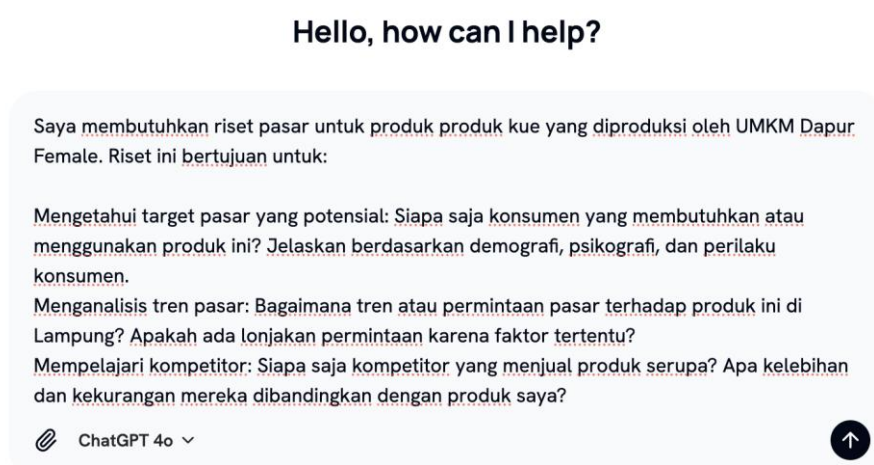 Hello, how can I help?
Saya membutuhkan riset pasar untuk produk produk kue yang diproduksi oleh UMKM Dapur
Female. Riset ini bertujuan untuk:
Mengetahui target pasar yang potensial: Siapa saja konsumen yang membutuhkan atau
menggunakan produk ini? Jelaskan berdasarkan demografi, psikografi, dan perilaku
konsumen.
Menganalisis tren pasar: Bagaimana tren atau permintaan pasar terhadap produk ini di
Lampung? Apakah ada lonjakan permintaan karena faktor tertentu?
Mempelajari kompetitor: Siapa saja kompetitor yang menjual produk serupa? Apa kelebihan
dan kekurangan mereka dibandingkan dengan produk saya?
ChatGPT 4o